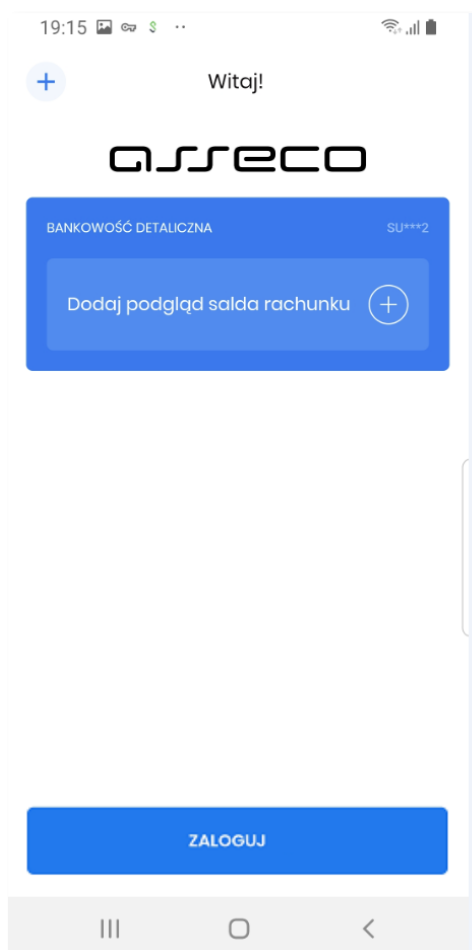 19:15
Witaj!
asseco
BANKOWOŚĆ DETALICZNA SU***2
Dodaj podgląd salda rachunku
ZALOGUJ